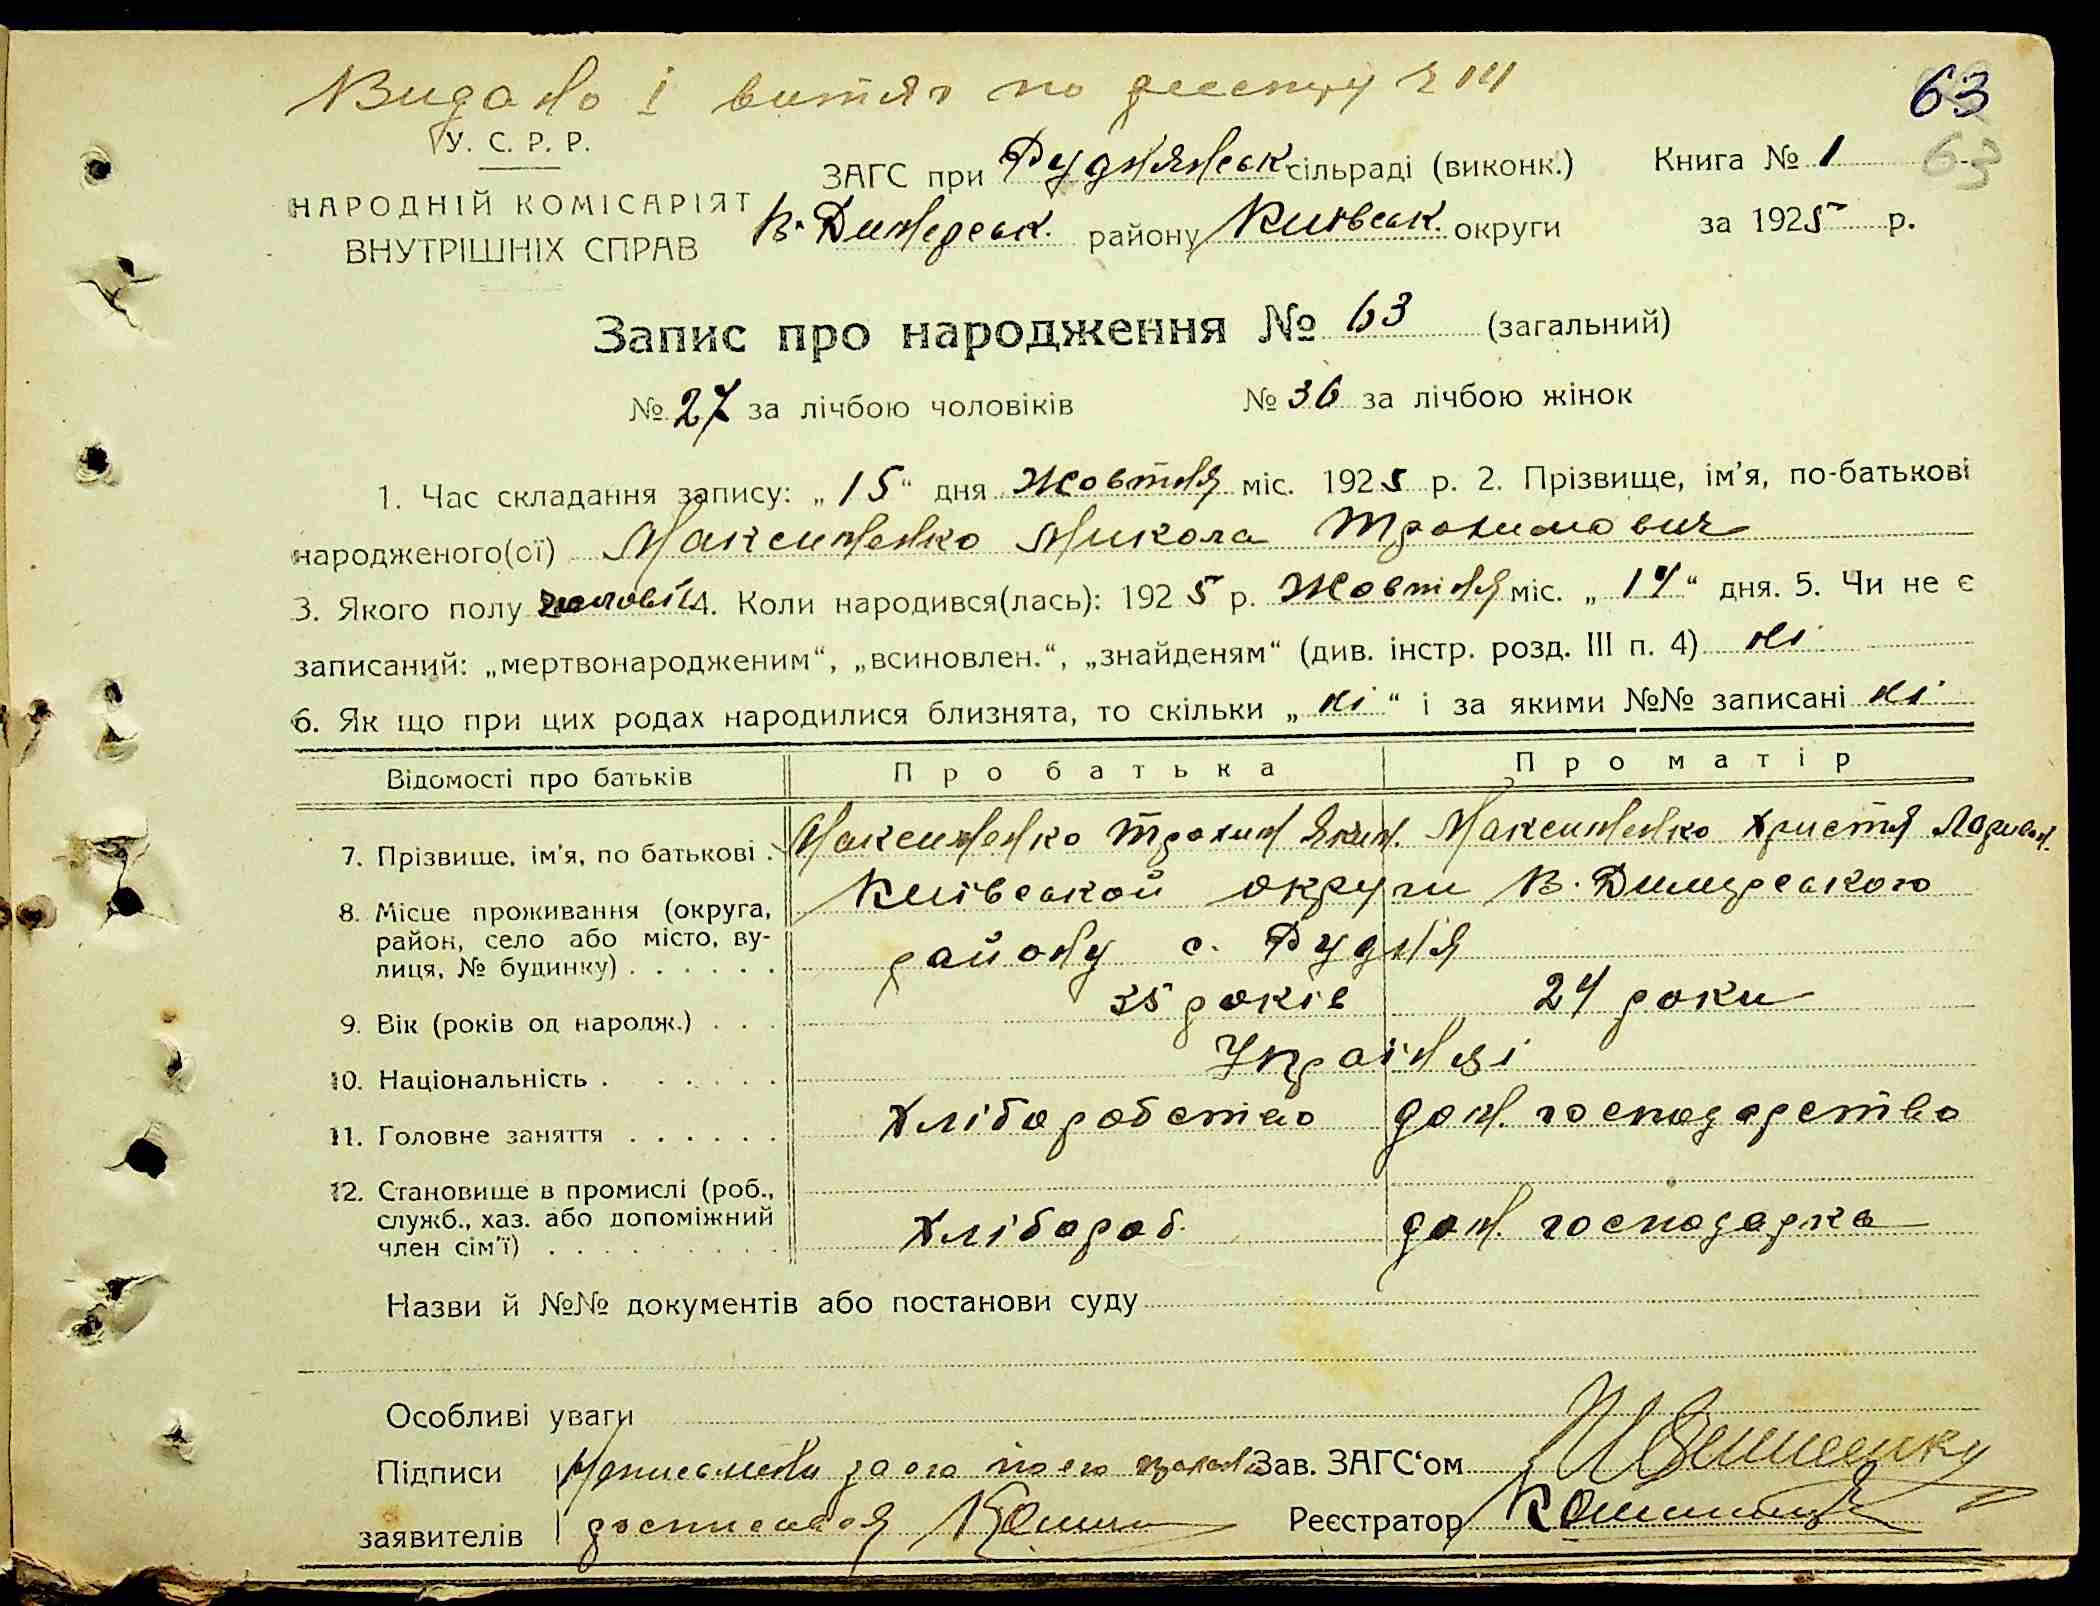 Видано 1 витяг по реєстру
63
У. С. Р. Р.
ЗАГС при Руднянськ сільраді (виконк.) Книга № 1 63
НАРОДНІЙ КОМІСАРІЯТ
ВНУТРІШНІХ СПРАВ
В. Димерськ. району Київськ. округи за 1925 р.
Запис про народження № 63 (загальний)
№ 27 за лічбою чоловіків № 36 за лічбою жінок
1. Час складання запису: „15“ дня Жовтня міс. 1925 р. 2. Прізвище, ім'я, по-батькові
народженого(ої) Максименко Микола Трохимович
3. Якого полу чоловіч. 4. Коли народився(лась): 1925 р. Жовтня міс. „14“ дня. 5. Чи не є
записаний: „мертвонародженим“, „всиновлен.“, „знайденям“ (див. інстр. розд. III п. 4) ні
6. Як що при цих родах народилися близнята, то скільки „ні“ і за якими №№ записані ні
Відомості про батьків Про батька Про матір
7. Прізвище, ім'я, по батькові . Максименко Трохим Яким. Максименко Христя Ларион.
8. Місце проживання (округа, Київської округи В. Димерського
район, село або місто, ву- району с. Рудня
лиця, № будинку) . . . . . .
9. Вік (років од народж.) . . . 35 років 24 роки
10. Національність . . . . . . Українці
11. Головне заняття . . . . . . Хліборобство дом. господарство
12. Становище в промислі (роб.,
служб., хаз. або допоміжний Хлібороб. дом. господарка
член сім'ї) . . . . . . . . .
Назви й №№ документів або постанови суду
Особливі уваги
Підписи Неписьмен за його Зав. ЗАГС‘ом
заявителів росписався Реєстратор